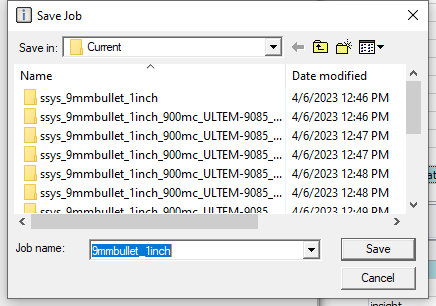 Save Job
Save in: Current
Name Date modified
ssys_9mmbullet_1inch 4/6/2023 12:46 PM
ssys_9mmbullet_1inch_900mc_ULTEM-9085_... 4/6/2023 12:46 PM
ssys_9mmbullet_1inch_900mc_ULTEM-9085_... 4/6/2023 12:47 PM
ssys_9mmbullet_1inch_900mc_ULTEM-9085_... 4/6/2023 12:47 PM
ssys_9mmbullet_1inch_900mc_ULTEM-9085_... 4/6/2023 12:48 PM
ssys_9mmbullet_1inch_900mc_ULTEM-9085_... 4/6/2023 12:48 PM
ssys_9mmbullet_1inch_900mc_ULTEM-9085_... 4/6/2023 12:49 PM
Job name: 9mmbullet_1inch Save
Cancel
insight